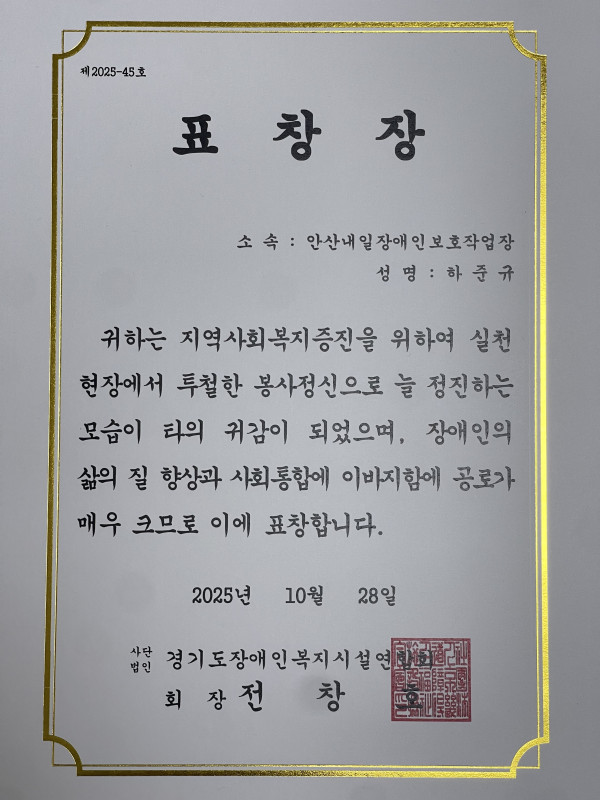 제2025-45호
표 창 장
소 속 : 안산내일장애인보호작업장
성 명 : 하 준 규
귀하는 지역사회복지증진을 위하여 실천
현장에서 투철한 봉사정신으로 늘 정진하는
모습이 타의 귀감이 되었으며, 장애인의
삶의 질 향상과 사회통합에 이바지함에 공로가
매우 크므로 이에 표창합니다.
2025년 10월 28일
사단
법인 경기도장애인복지시설연합회
회 장 전 창 호